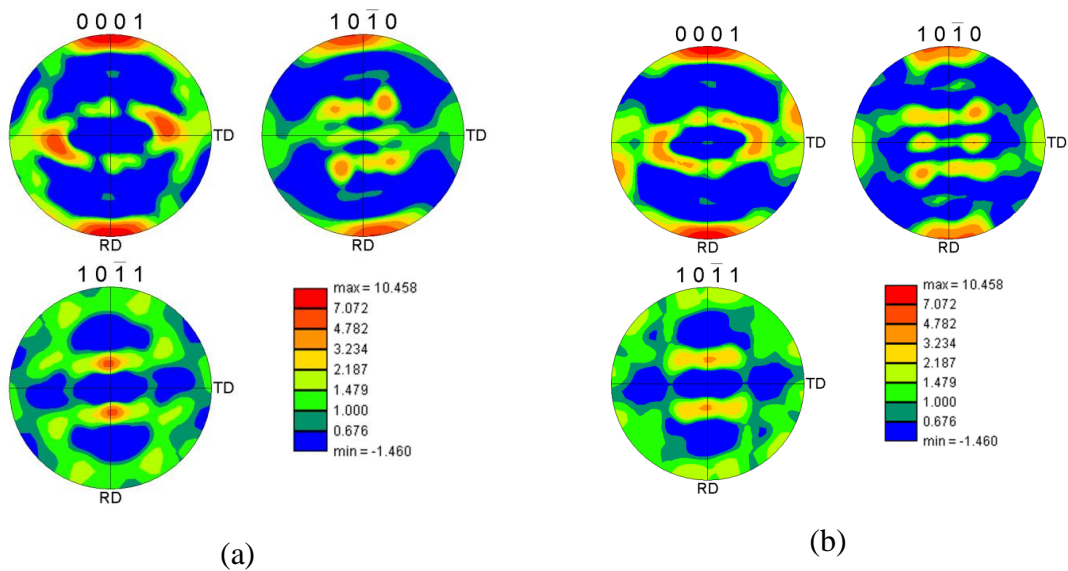 0 0 0 1
1 0 1̅ 0
TD
TD
RD
RD
1 0 1̅ 1
TD
RD
max = 10.458
7.072
4.782
3.234
2.187
1.479
1.000
0.676
min = -1.460
(a)
0 0 0 1
1 0 1̅ 0
TD
TD
RD
RD
1 0 1̅ 1
TD
RD
max = 10.458
7.072
4.782
3.234
2.187
1.479
1.000
0.676
min = -1.460
(b)